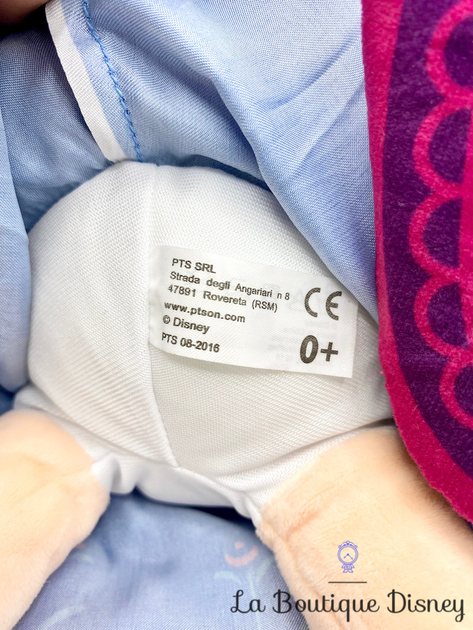 PTS SRL
Strada degli Angariari n 8
47891 Rovereta (RSM)
www.ptson.com
© Disney
PTS 08-2016
CE
0+
La Boutique Disney